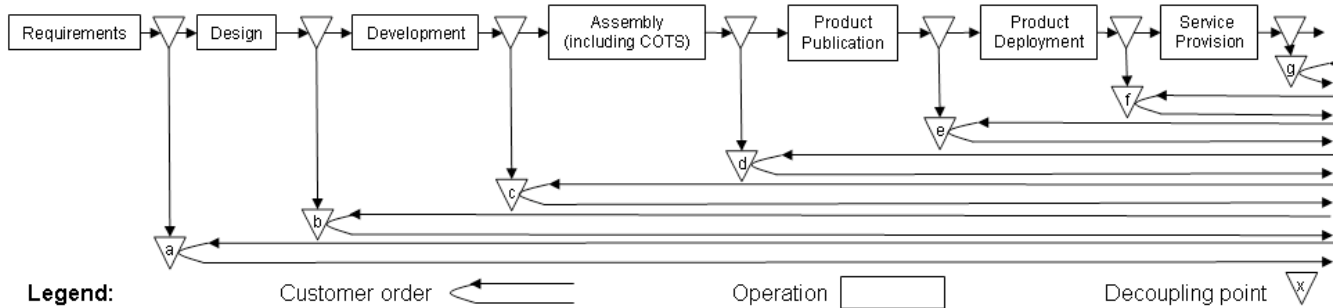 Requirements
Design
Development
Assembly
(including COTS)
Product
Publication
Product
Deployment
Service
Provision
g
f
e
d
c
b
a
Legend:
Customer order
Operation
Decoupling point
x